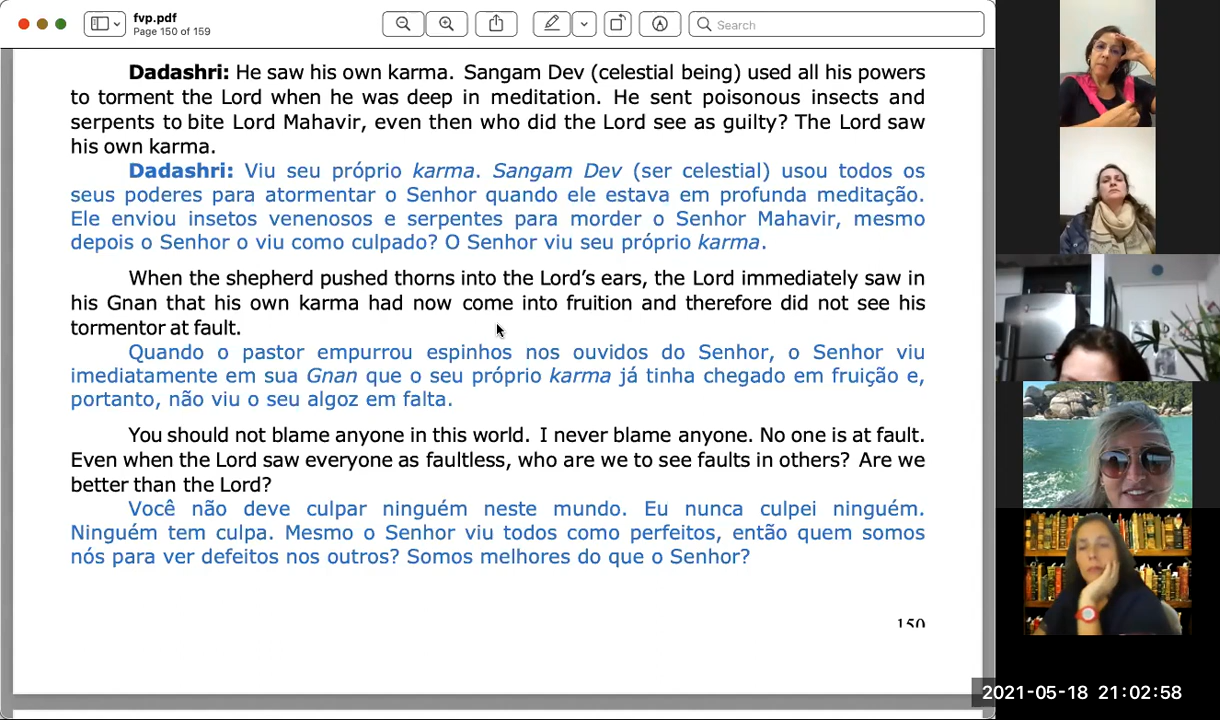 fvp.pdf
Page 150 of 159
Search
Dadashri: He saw his own karma. Sangam Dev (celestial being) used all his powers
to torment the Lord when he was deep in meditation. He sent poisonous insects and
serpents to bite Lord Mahavir, even then who did the Lord see as guilty? The Lord saw
his own karma.
Dadashri: Viu seu próprio karma. Sangam Dev (ser celestial) usou todos os
seus poderes para atormentar o Senhor quando ele estava em profunda meditação.
Ele enviou insetos venenosos e serpentes para morder o Senhor Mahavir, mesmo
depois o Senhor o viu como culpado? O Senhor viu seu próprio karma.
When the shepherd pushed thorns into the Lord's ears, the Lord immediately saw in
his Gnan that his own karma had now come into fruition and therefore did not see his
tormentor at fault.
Quando o pastor empurrou espinhos nos ouvidos do Senhor, o Senhor viu
imediatamente em sua Gnan que o seu próprio karma já tinha chegado em fruição e,
portanto, não viu o seu algoz em falta.
You should not blame anyone in this world. I never blame anyone. No one is at fault.
Even when the Lord saw everyone as faultless, who are we to see faults in others? Are we
better than the Lord?
Você não deve culpar ninguém neste mundo. Eu nunca culpei ninguém.
Ninguém tem culpa. Mesmo o Senhor viu todos como perfeitos, então quem somos
nós para ver defeitos nos outros? Somos melhores do que o Senhor?
150
2021-05-18 21:02:58